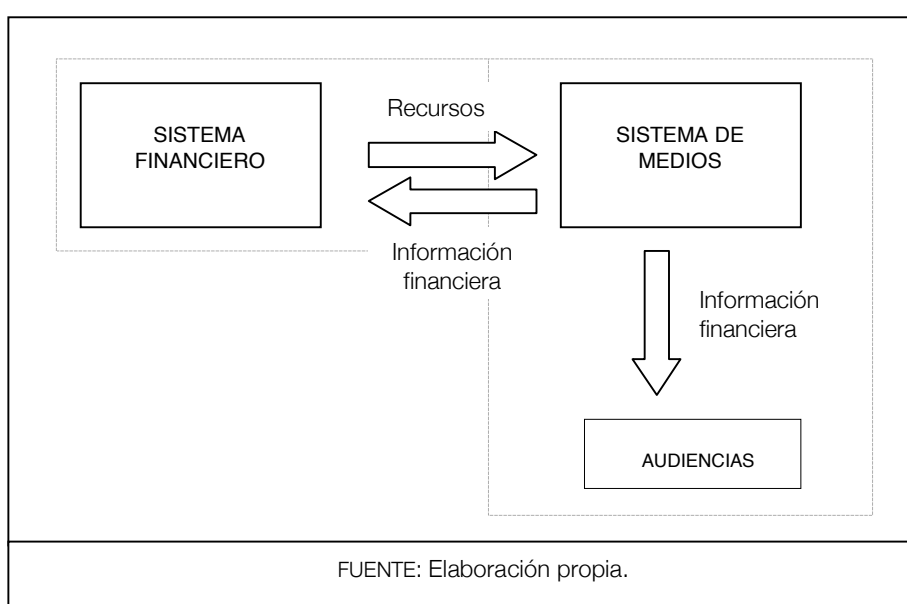 SISTEMA
FINANCIERO
Recursos
SISTEMA DE
MEDIOS
Información
financiera
Información
financiera
AUDIENCIAS
FUENTE: Elaboración propia.